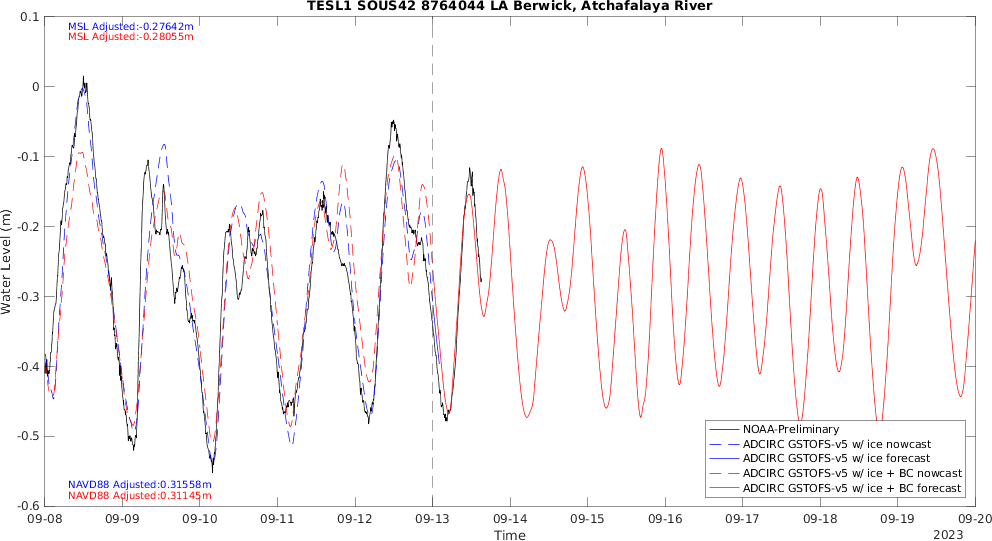 TESL1 SOUS42 8764044 LA Berwick, Atchafalaya River
MSL Adjusted:-0.27642m
MSL Adjusted:-0.28055m
0.1
0
-0.1
-0.2
-0.3
-0.4
-0.5
-0.6
Water Level (m)
NAVD88 Adjusted:0.31558m
NAVD88 Adjusted:0.31145m
NOAA-Preliminary
ADCIRC GSTOFS-v5 w/ ice nowcast
ADCIRC GSTOFS-v5 w/ ice forecast
ADCIRC GSTOFS-v5 w/ ice + BC nowcast
ADCIRC GSTOFS-v5 w/ ice + BC forecast
09-08 09-09 09-10 09-11 09-12 09-13 09-14 09-15 09-16 09-17 09-18 09-19 09-20
Time
2023